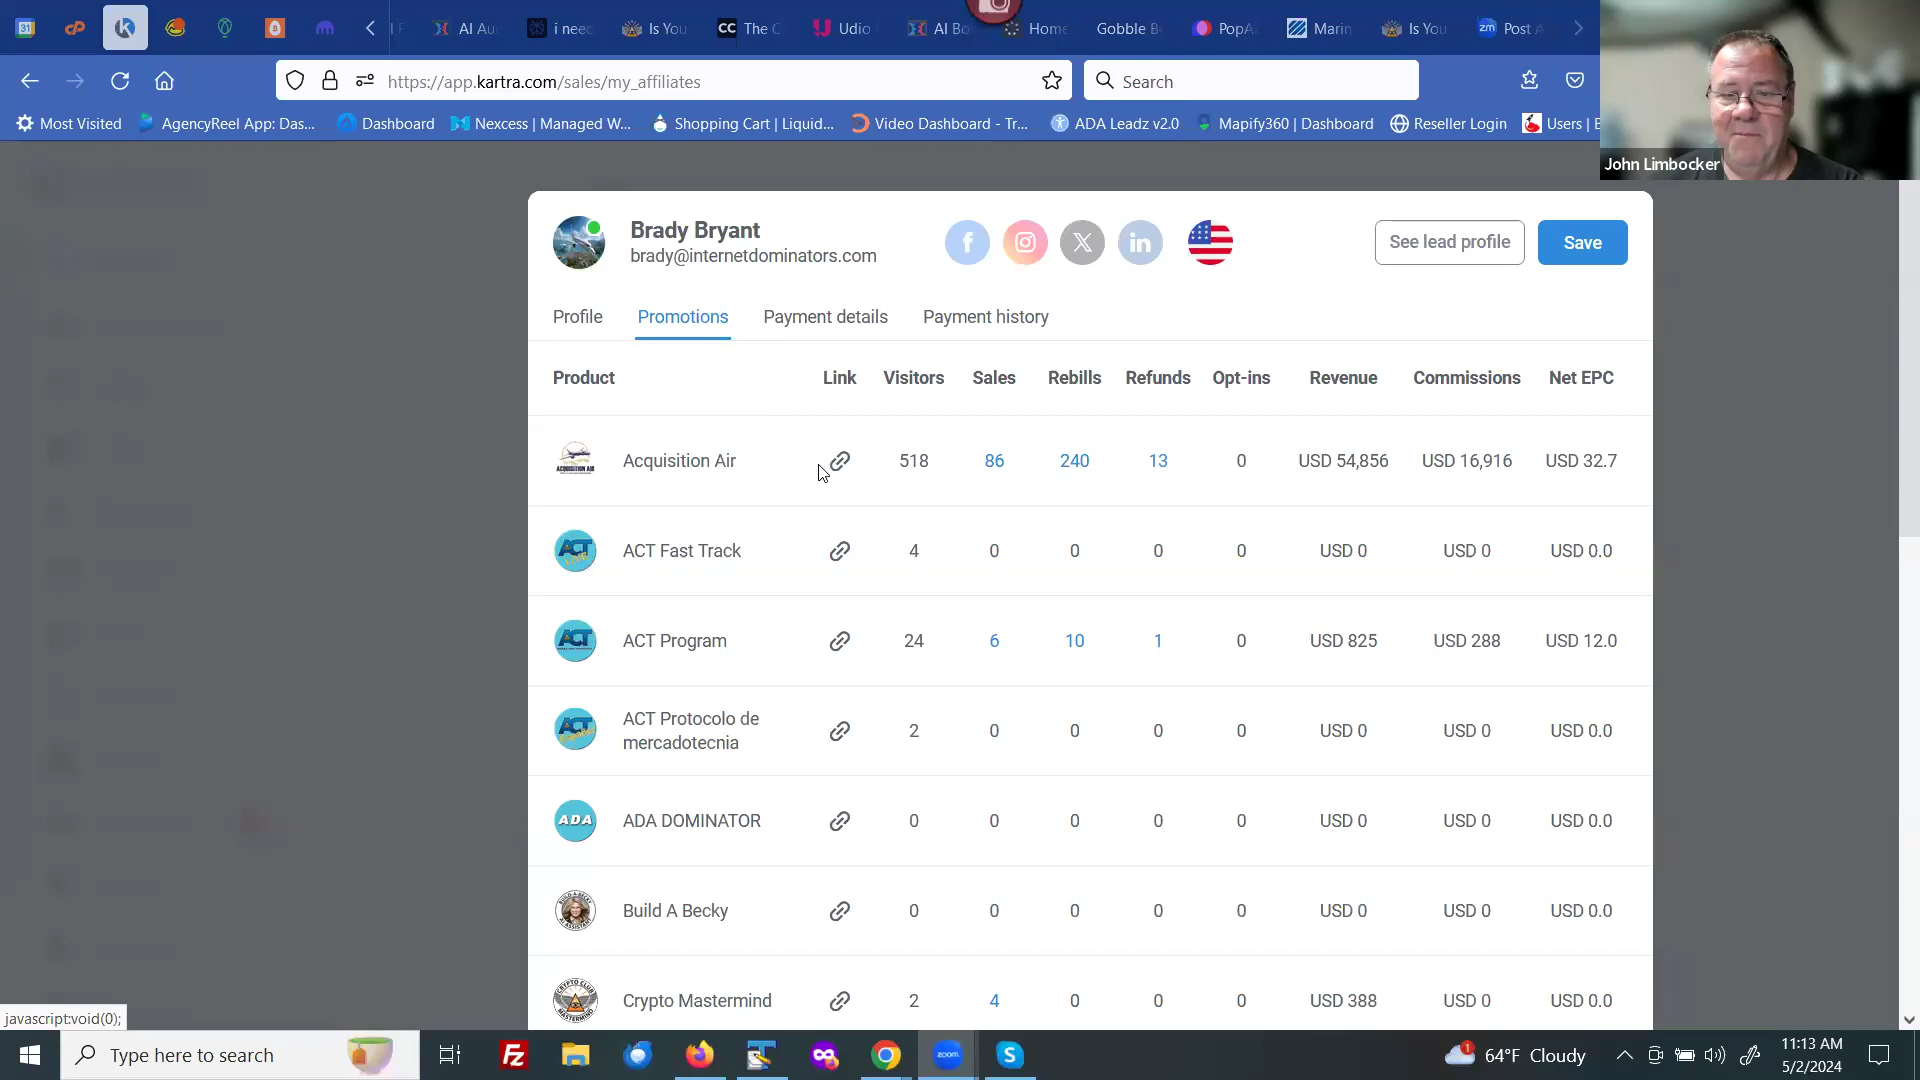 AI Au
i nee
Is You
The C
Udio
AI Bo
Home
Gobble B
PopA
Marin
Is You
zm
Post A
https://app.kartra.com/sales/my_affiliates
Search
Most Visited
AgencyReel App: Das...
Dashboard
Nexcess | Managed W...
Shopping Cart | Liquid...
Video Dashboard - Tr...
ADA Leadz v2.0
Mapify360 | Dashboard
Reseller Login
Users | E
John Limbocker
Brady Bryant
brady@internetdominators.com
See lead profile
Save
Profile
Promotions
Payment details
Payment history
Product Link Visitors Sales Rebills Refunds Opt-ins Revenue Commissions Net EPC
Acquisition Air 518 86 240 13 0 USD 54,856 USD 16,916 USD 32.7
ACT Fast Track 4 0 0 0 0 USD 0 USD 0 USD 0.0
ACT Program 24 6 10 1 0 USD 825 USD 288 USD 12.0
ACT Protocolo de
mercadotecnia
2 0 0 0 0 USD 0 USD 0 USD 0.0
ADA
ADA DOMINATOR 0 0 0 0 0 USD 0 USD 0 USD 0.0
Build A Becky 0 0 0 0 0 USD 0 USD 0 USD 0.0
Crypto Mastermind 2 4 0 0 0 USD 388 USD 0 USD 0.0
javascript:void(0);
Type here to search
zoom
64°F Cloudy
11:13 AM
5/2/2024